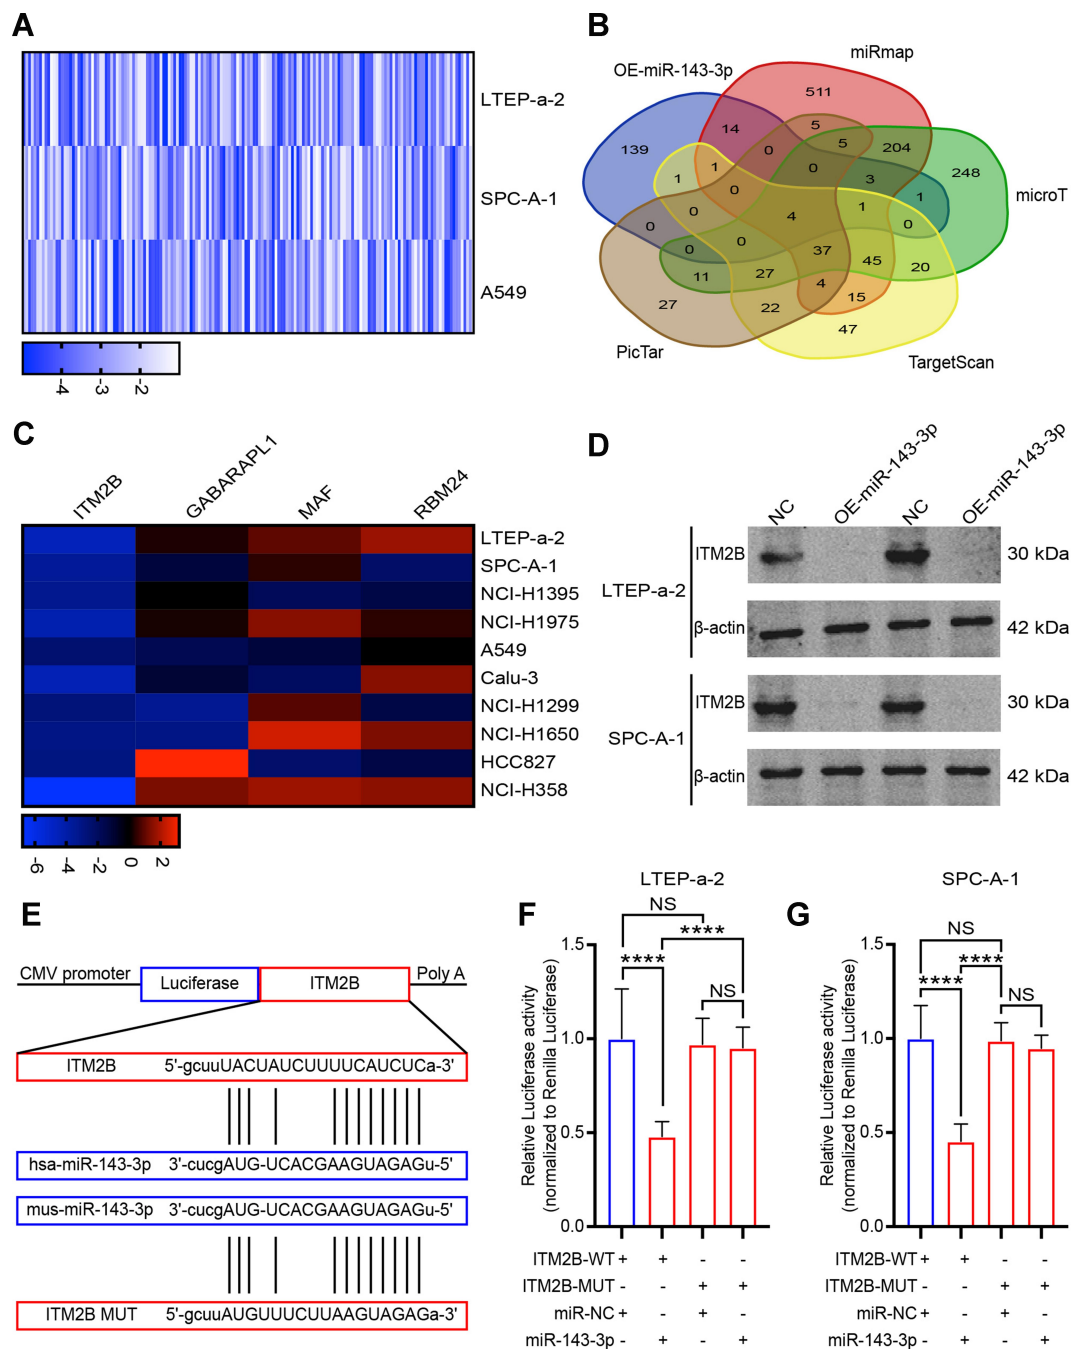 A
LTEP-a-2
SPC-A-1
A549
-4 -3 -2
B
OE-miR-143-3p
miRmap
microT
TargetScan
PicTar
511
139 14 5 5 204 248
0 0 3 1
1 1 0 1 0
0 0 4
0 0 37 45 20
11 27 4 15
27 22 47
C
ITM2B GABARAPL1 MAF RBM24
LTEP-a-2
SPC-A-1
NCI-H1395
NCI-H1975
A549
Calu-3
NCI-H1299
NCI-H1650
HCC827
NCI-H358
-6 -4 -2 0 2
D
NC OE-miR-143-3p NC OE-miR-143-3p
LTEP-a-2
ITM2B 30 kDa
β-actin 42 kDa
SPC-A-1
ITM2B 30 kDa
β-actin 42 kDa
E
CMV promoter Luciferase ITM2B Poly A
ITM2B 5'-gcuuUACUAUCUUUUCAUCUCa-3'
hsa-miR-143-3p 3'-cucgAUG-UCACGAAGUAGAGu-5'
mus-miR-143-3p 3'-cucgAUG-UCACGAAGUAGAGu-5'
ITM2B MUT 5'-gcuuAUGUUUCUUAAGUAGAGa-3'
F
LTEP-a-2
Relative Luciferase activity
(normalized to Renilla Luciferase)
1.5
1.0
0.5
0.0
NS
****
****
NS
ITM2B-WT + + - -
ITM2B-MUT - - + +
miR-NC + - + -
miR-143-3p - + - +
G
SPC-A-1
Relative Luciferase activity
(normalized to Renilla Luciferase)
1.5
1.0
0.5
0.0
NS
****
****
NS
ITM2B-WT + + - -
ITM2B-MUT - - + +
miR-NC + - + -
miR-143-3p - + - +